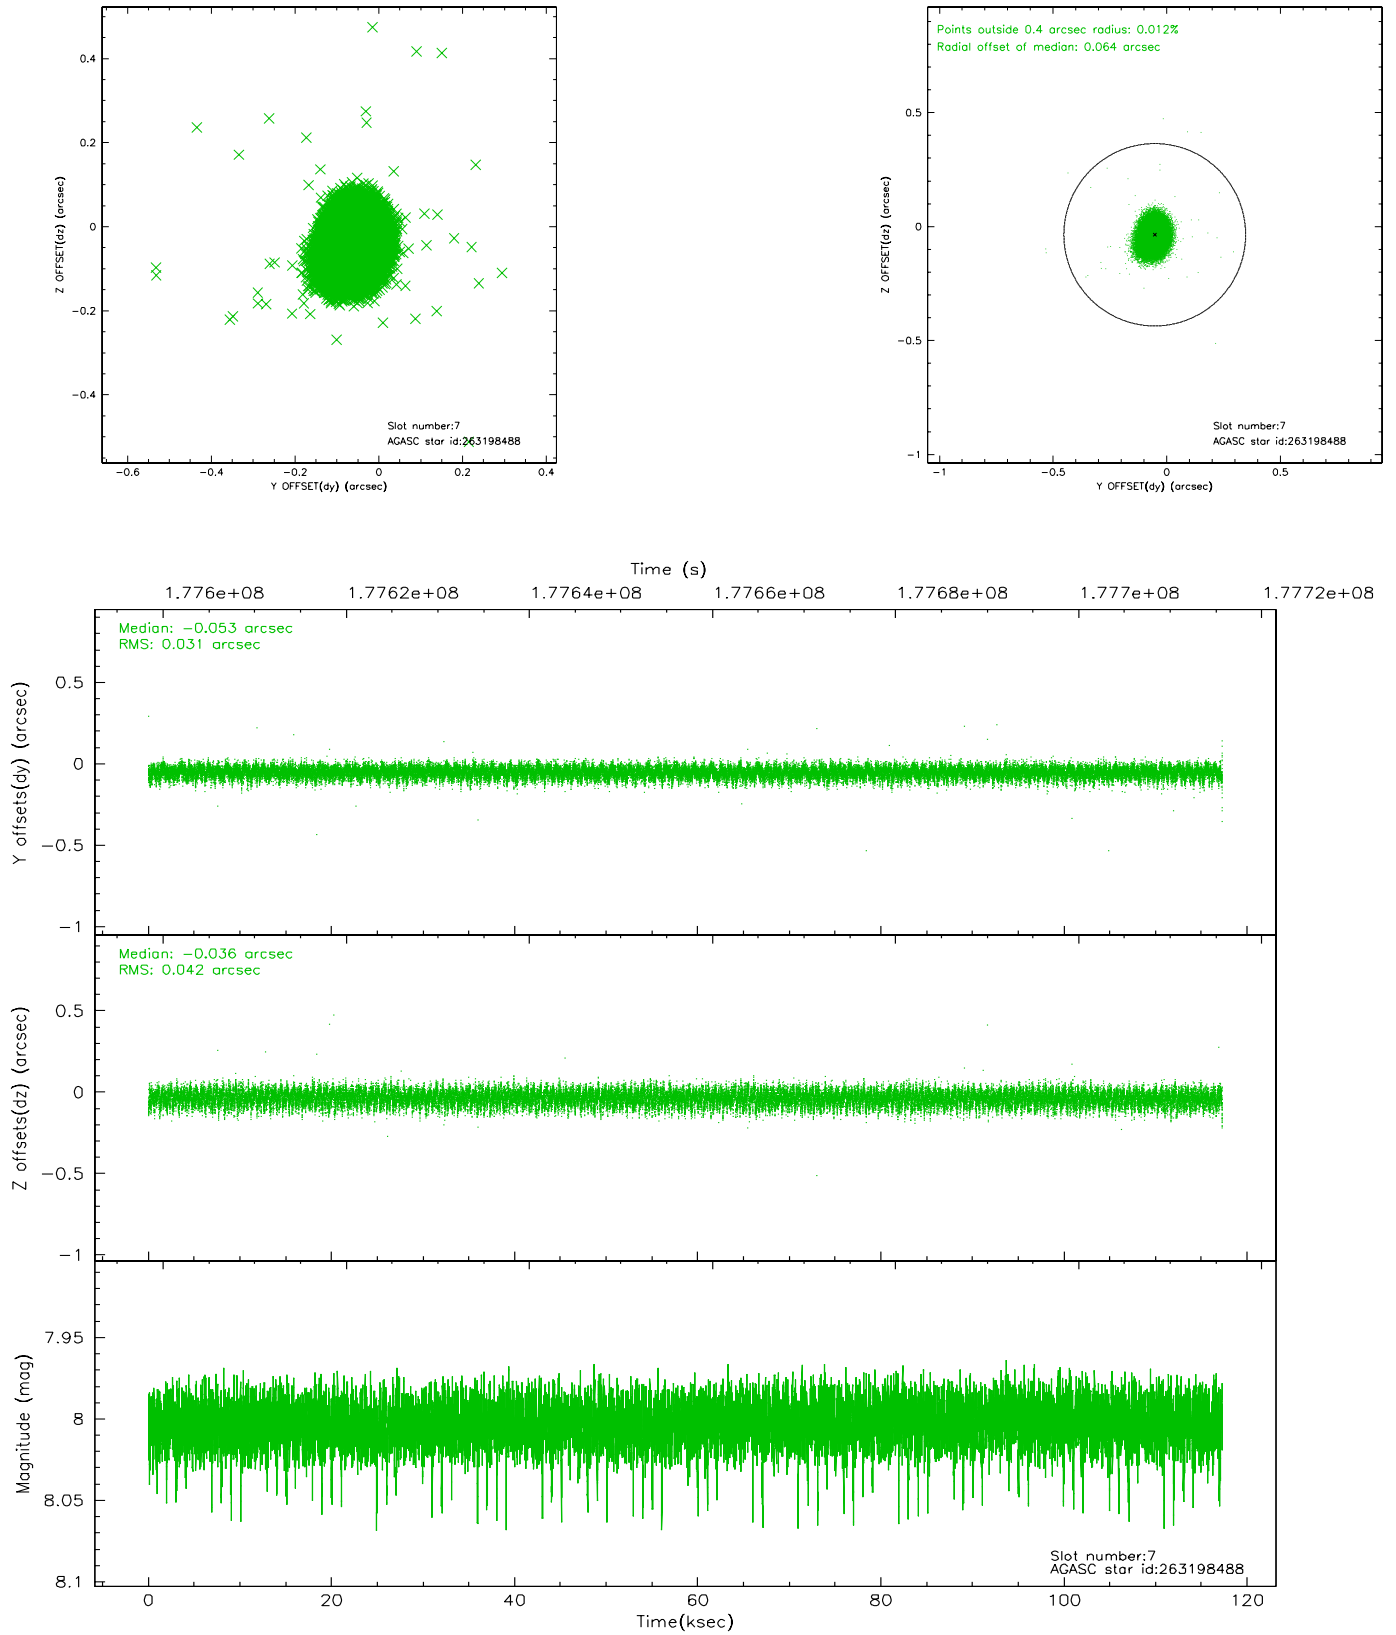 0.4
0.2
0
-0.2
-0.4
Z OFFSET(dz) (arcsec)
Slot number:7
AGASC star id:263198488
-0.6
-0.4
-0.2
0
0.2
0.4
Y OFFSET(dy) (arcsec)
Points outside 0.4 arcsec radius: 0.012%
Radial offset of median: 0.064 arcsec
0.5
0
-0.5
-1
Z OFFSET(dz) (arcsec)
Slot number:7
AGASC star id:263198488
-1
-0.5
0
0.5
Y OFFSET(dy) (arcsec)
Time (s)
1.776e+08
1.7762e+08
1.7764e+08
1.7766e+08
1.7768e+08
1.777e+08
1.7772e+08
Median: -0.053 arcsec
RMS: 0.031 arcsec
0.5
0
-0.5
-1
Y offsets(dy) (arcsec)
Median: -0.036 arcsec
RMS: 0.042 arcsec
0.5
0
-0.5
-1
Z offsets(dz) (arcsec)
7.95
8
8.05
8.1
Magnitude (mag)
Slot number:7
AGASC star id:263198488
0
20
40
60
80
100
120
Time(ksec)